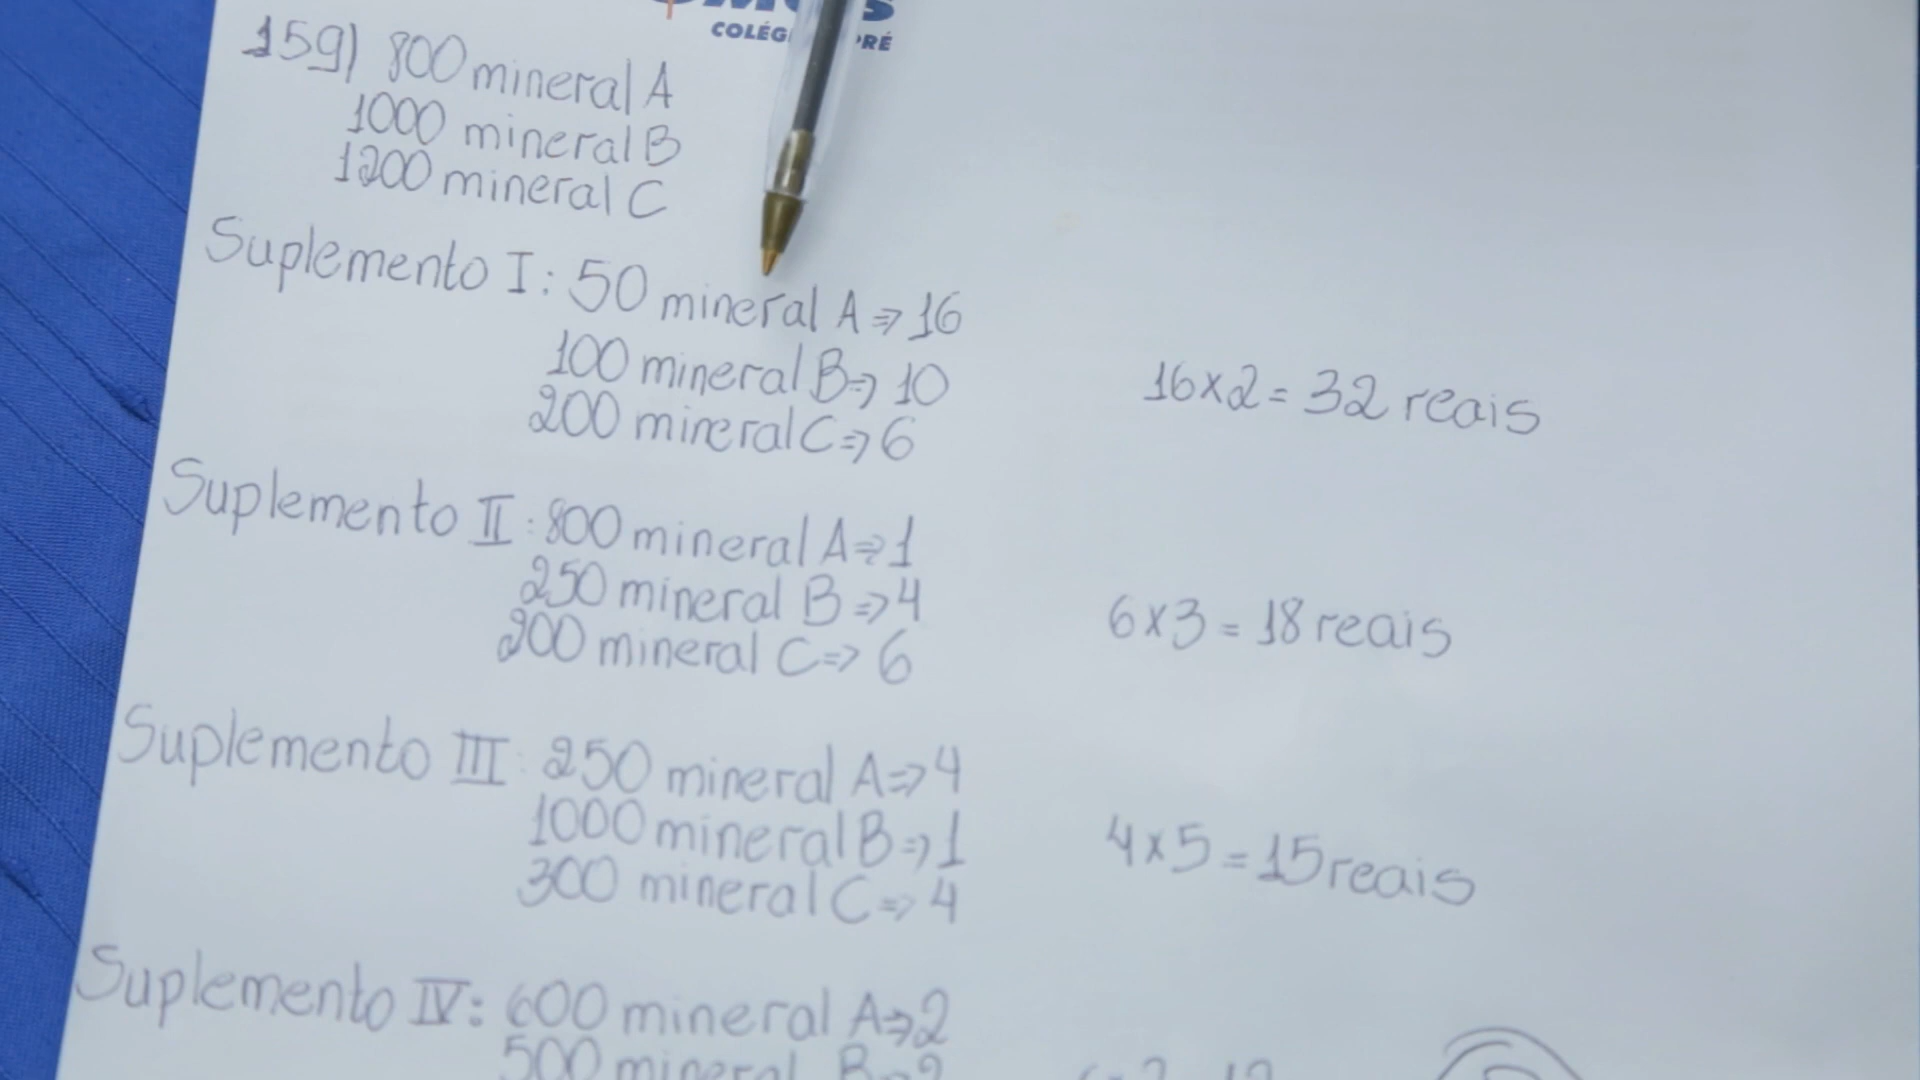 COLÉG
159) 800 mineral A
1000 mineral B
1200 mineral C
Suplemento I: 50 mineral A => 16
100 mineral B => 10
200 mineral C => 6
16x2 = 32 reais
Suplemento II: 800 mineral A => 1
250 mineral B => 4
200 mineral C => 6
6x3 = 18 reais
Suplemento III: 250 mineral A => 4
1000 mineral B => 1
300 mineral C => 4
4x5 = 15 reais
Suplemento IV: 600 mineral A => 2
500 mineral B